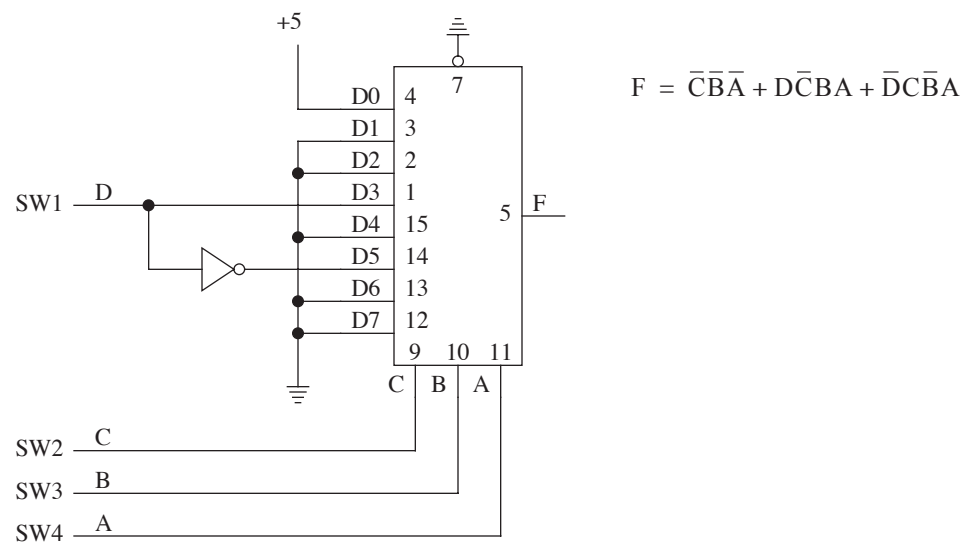 +5
7
F = C̅B̅A̅ + DC̅BA + D̅CB̅A
D0 4
D1 3
D2 2
SW1 D D3 1
5 F
D4 15
D5 14
D6 13
D7 12
9 10 11
C B A
SW2 C
SW3 B
SW4 A